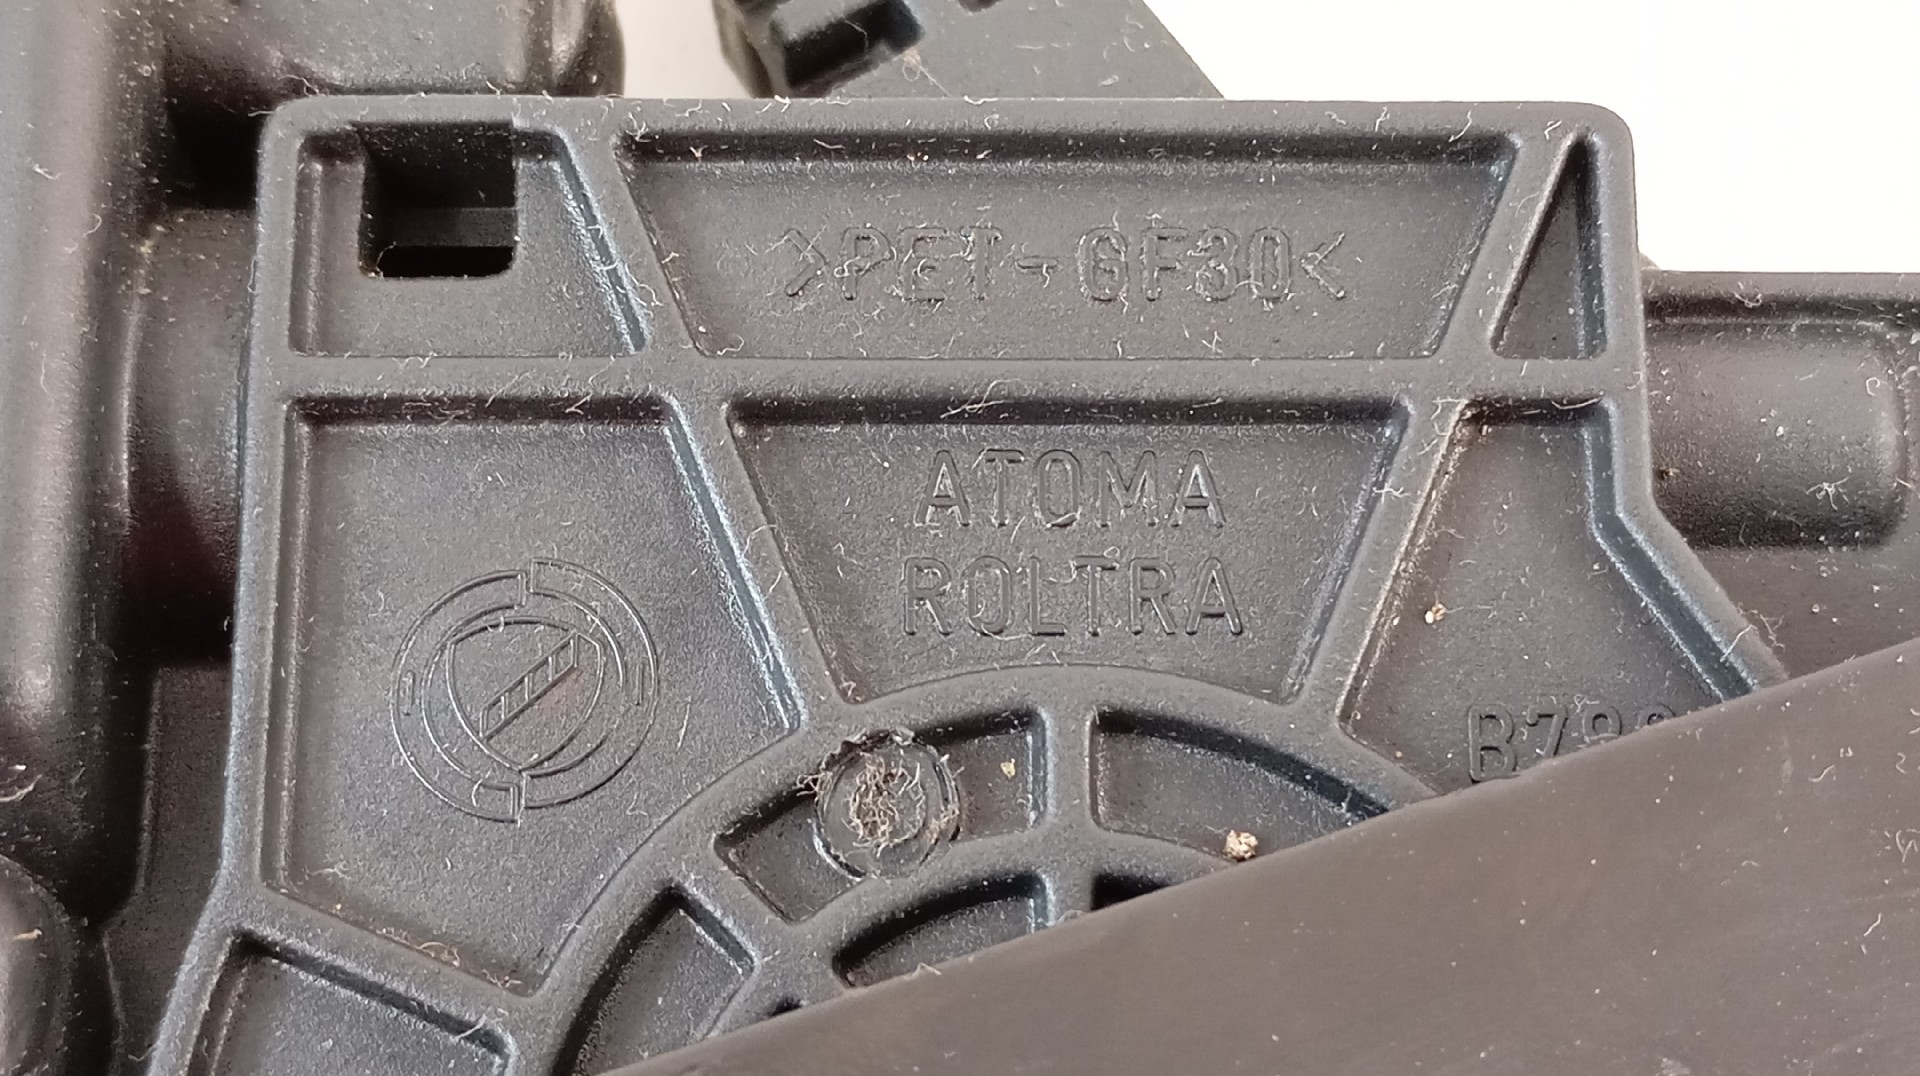 >PET-GF30<
ATOMA
ROLTRA